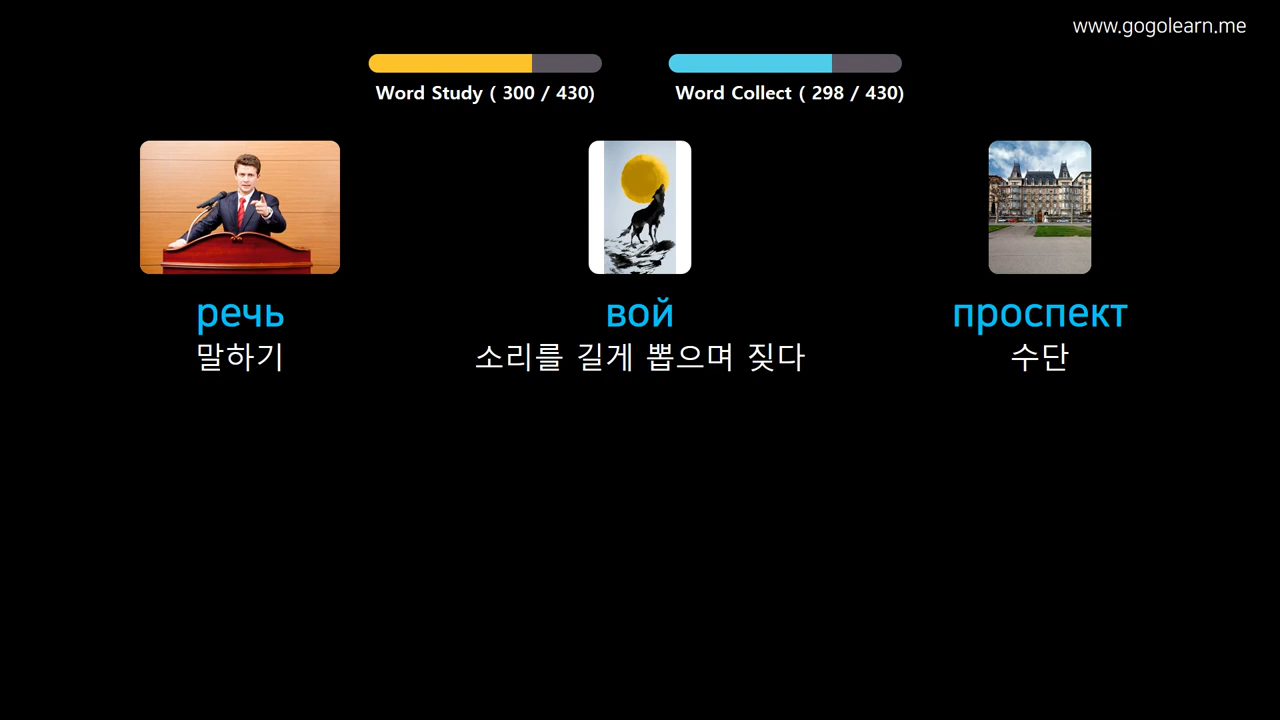 www.gogolearn.me
Word Study ( 300 / 430)
Word Collect ( 298 / 430)
речь
вой
проспект
말하기
소리를 길게 뽑으며 짖다
수단